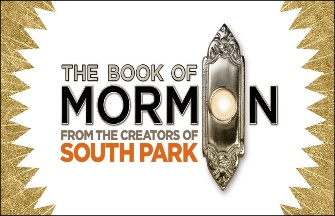 THE BOOK OF
MORMON
FROM THE CREATORS OF
SOUTH PARK